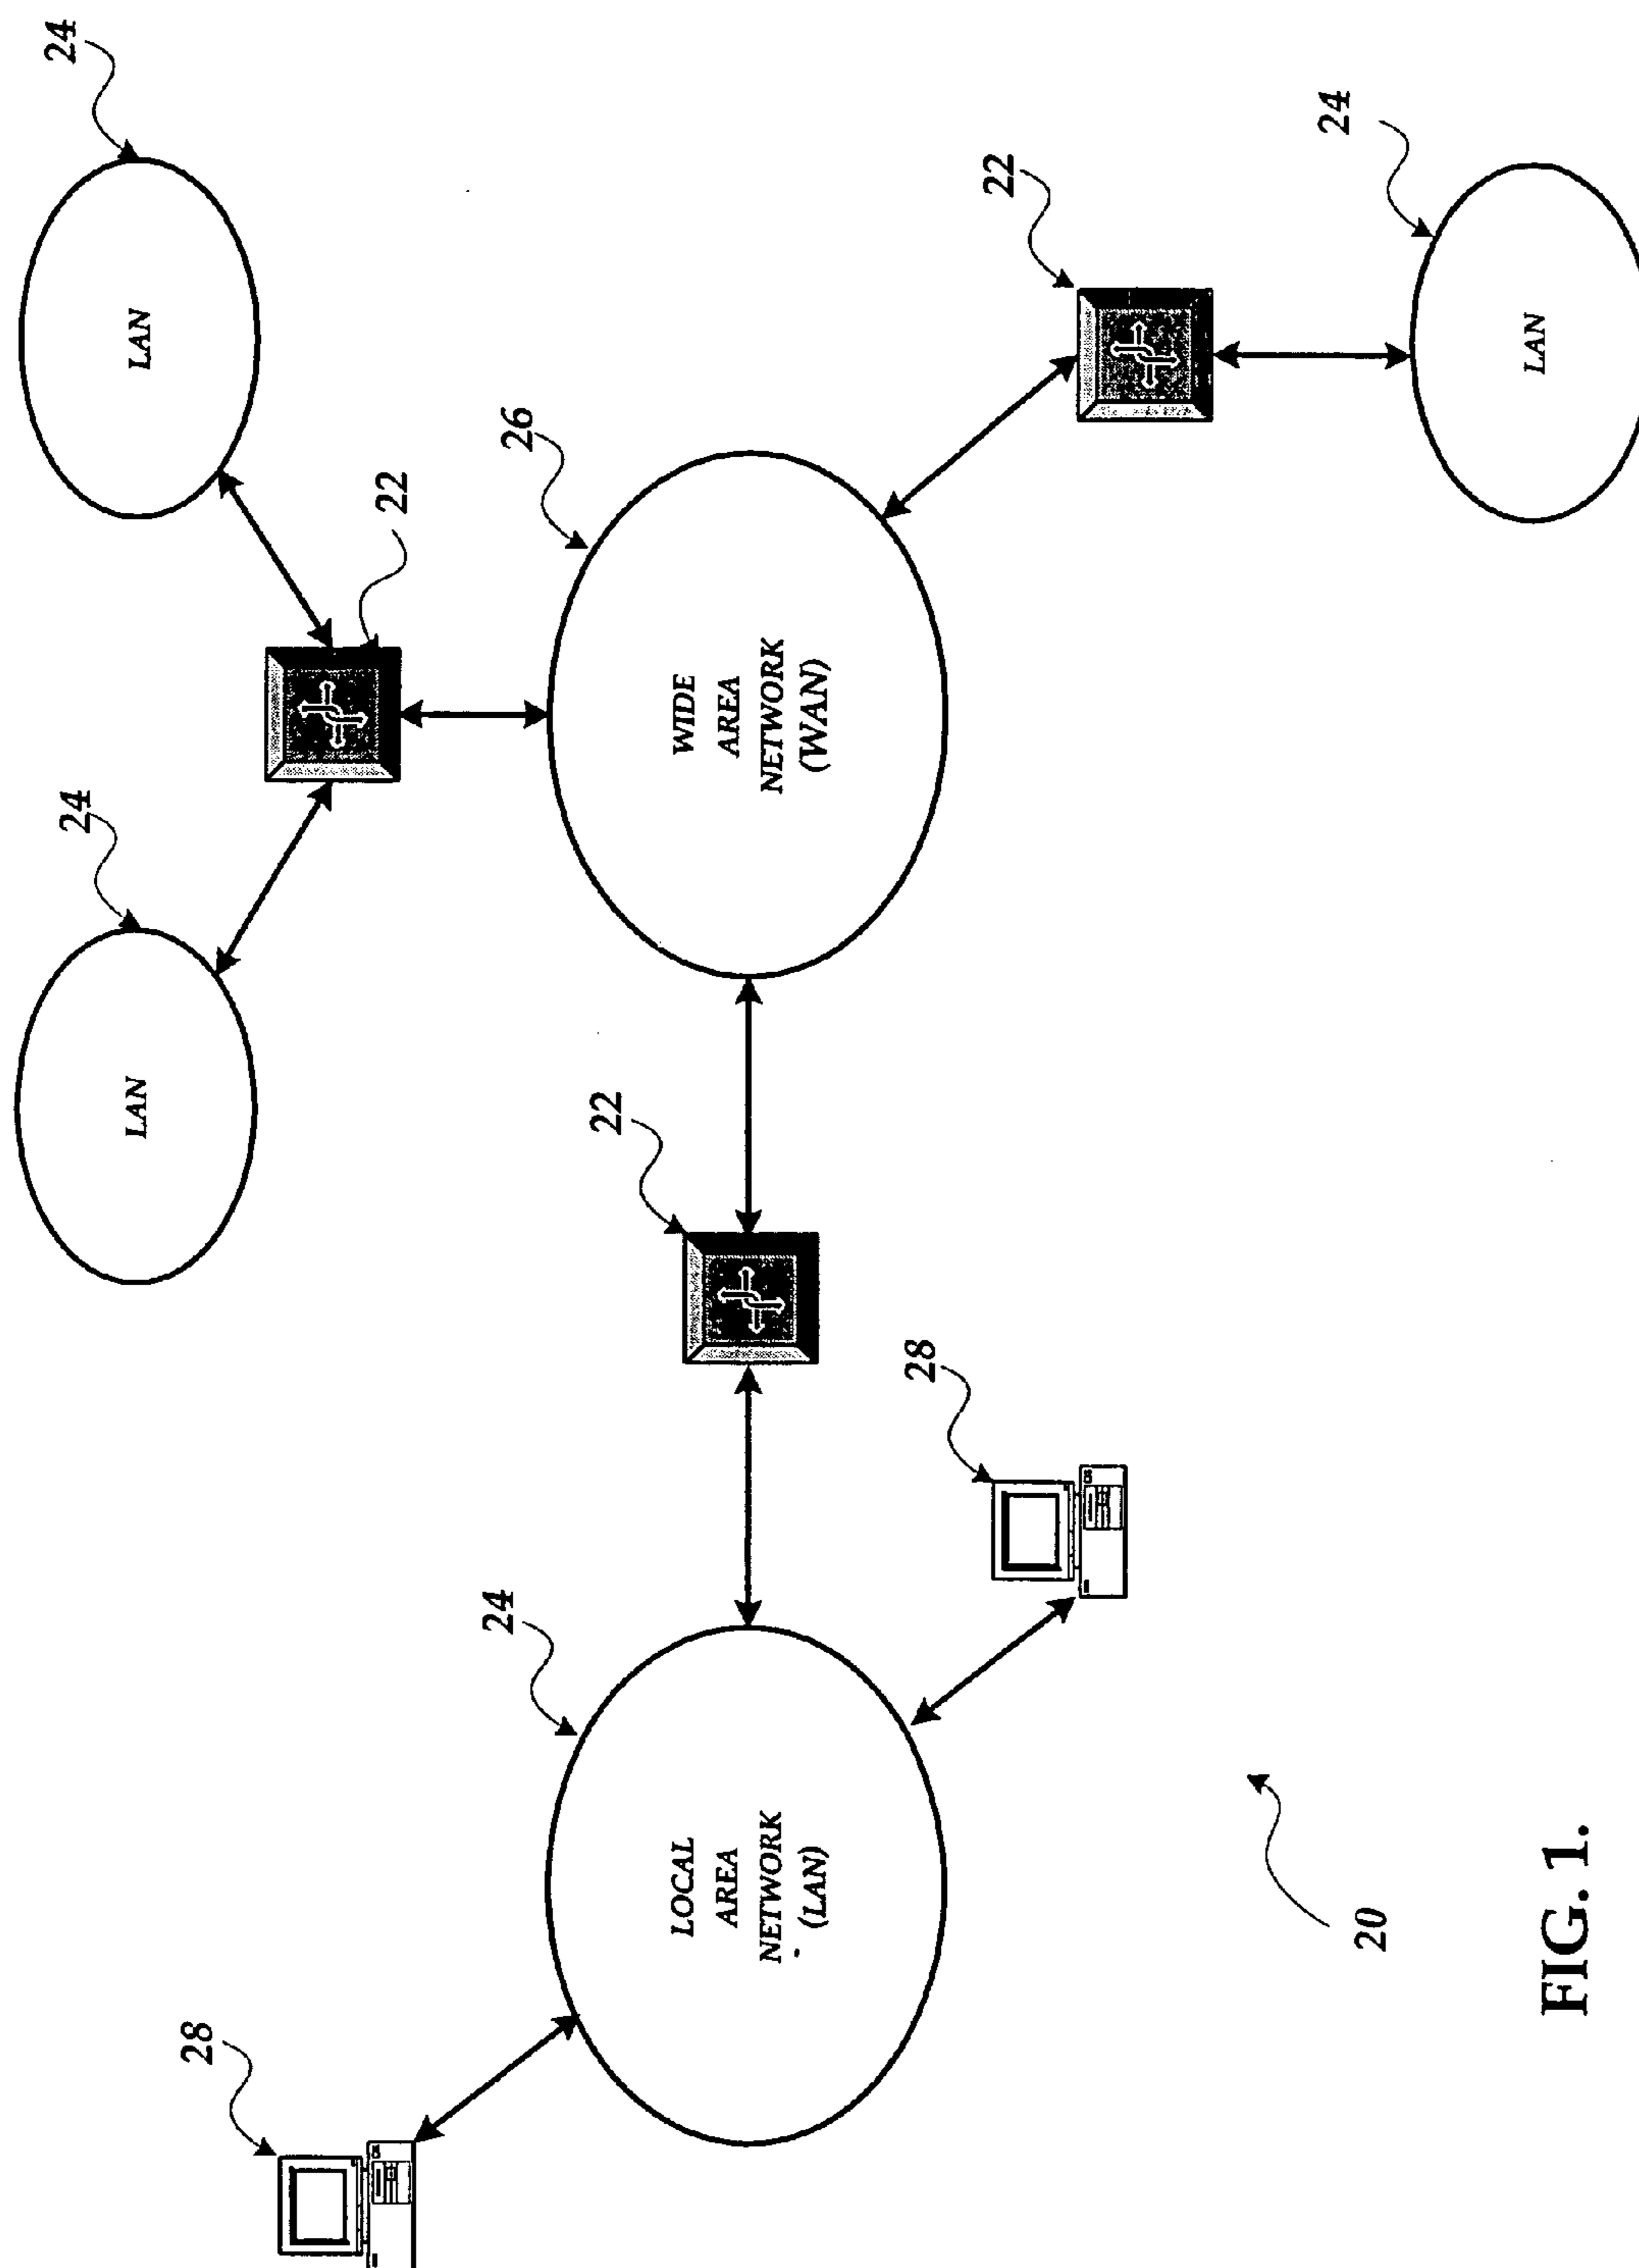 24
24
LAN
LAN
28
22
24
26
22
LOCAL
AREA
NETWORK
(LAN)
WIDE
AREA
NETWORK
(WAN)
28
22
24
20
LAN
FIG. 1.